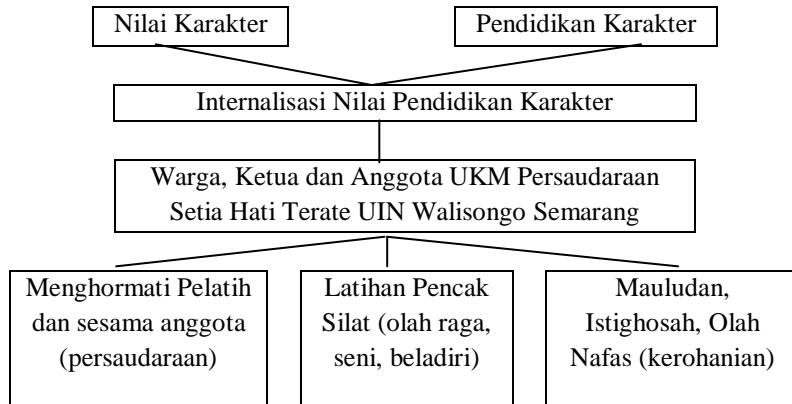 Nilai Karakter
Pendidikan Karakter
Internalisasi Nilai Pendidikan Karakter
Warga, Ketua dan Anggota UKM Persaudaraan
Setia Hati Terate UIN Walisongo Semarang
Menghormati Pelatih
dan sesama anggota
(persaudaraan)
Latihan Pencak
Silat (olah raga,
seni, beladiri)
Mauludan,
Istighosah, Olah
Nafas (kerohanian)